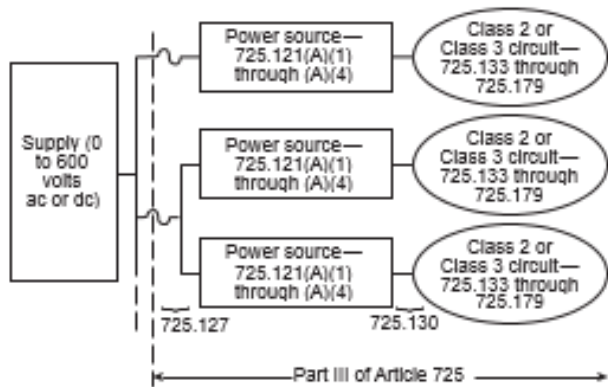 Power source—
725.121(A)(1)
through (A)(4)
Class 2 or
Class 3 circuit—
725.133 through
725.179
Supply (0
to 600
volts
ac or dc)
Power source—
725.121(A)(1)
through (A)(4)
Class 2 or
Class 3 circuit—
725.133 through
725.179
Power source—
725.121(A)(1)
through (A)(4)
Class 2 or
Class 3 circuit—
725.133 through
725.179
725.127
725.130
Part III of Article 725